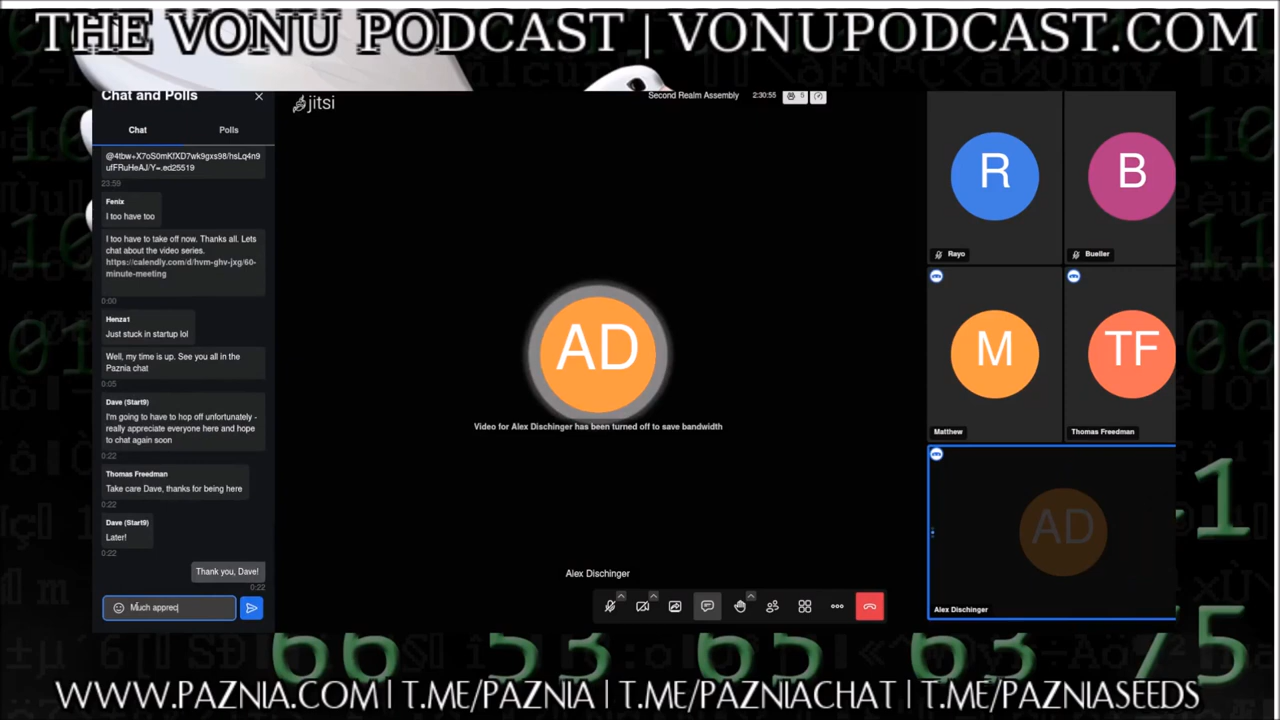 THE VONU PODCAST | VONUPODCAST.COM
Chat and Polls
Chat
Polls
@4tbw+X7oS0mKfXD7wk9gxs98/hsLq4n9
ufFRuHeAJ/Y=.ed25519
23:59
Fenix
I too have too
I too have to take off now. Thanks all. Lets
chat about the video series.
https://calendly.com/d/hvm-ghv-jxg/60-
minute-meeting
0:00
Henza1
Just stuck in startup lol
Well, my time is up. See you all in the
Paznia chat
0:05
Dave (Start9)
I'm going to have to hop off unfortunately -
really appreciate everyone here and hope
to chat again soon
0:22
Thomas Freedman
Take care Dave, thanks for being here
0:22
Dave (Start9)
Later!
0:22
Thank you, Dave!
0:22
Much apprec
jitsi
Second Realm Assembly
2:30:55
5
AD
Video for Alex Dischinger has been turned off to save bandwidth
Alex Dischinger
R
Rayo
B
Bueller
M
Matthew
TF
Thomas Freedman
AD
Alex Dischinger
66 53 65 63 75
WWW.PAZNIA.COM | T.ME/PAZNIA | T.ME/PAZNIACHAT | T.ME/PAZNIASEEDS